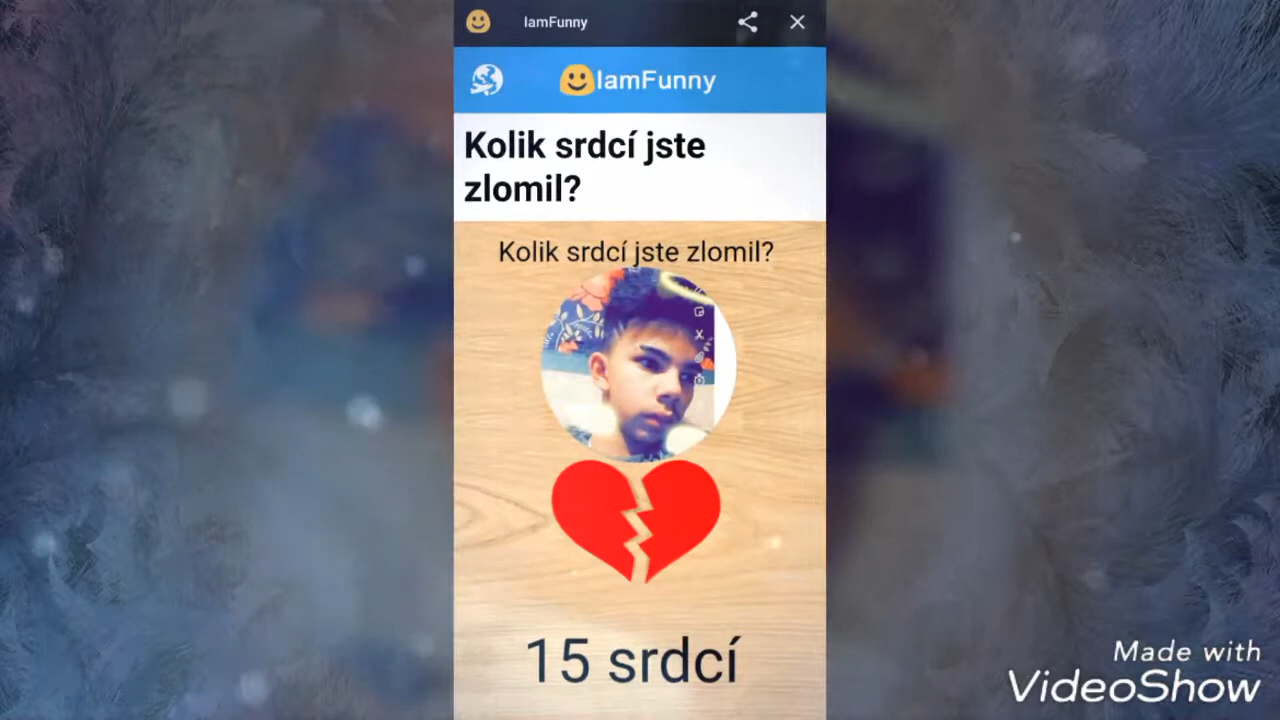 IamFunny
IamFunny
Kolik srdcí jste
zlomil?
Kolik srdcí jste zlomil?
15 srdcí
Made with
VideoShow